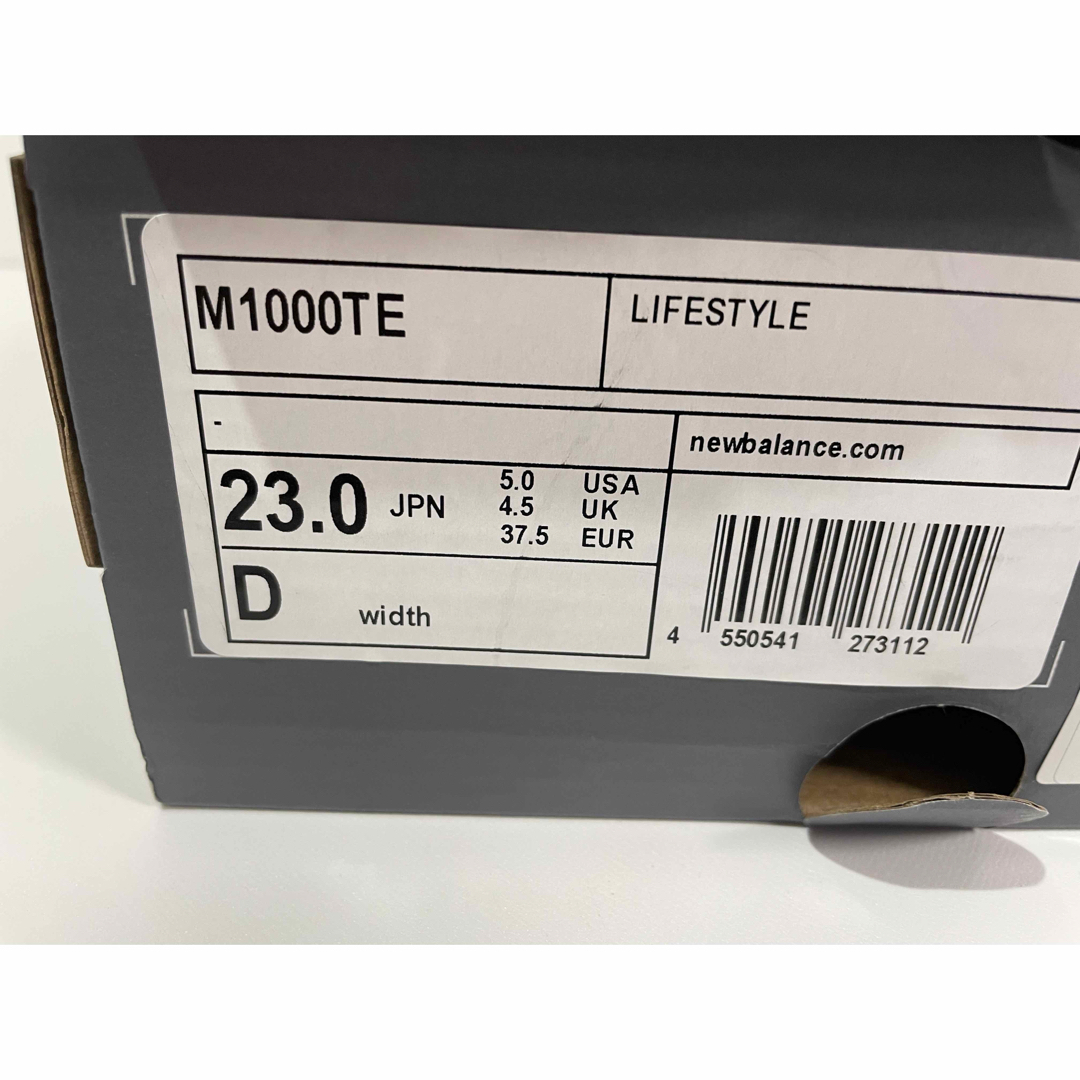 M1000TE
LIFESTYLE
-
newbalance.com
23.0 JPN
5.0 USA
4.5 UK
37.5 EUR
D width
4 550541 273112